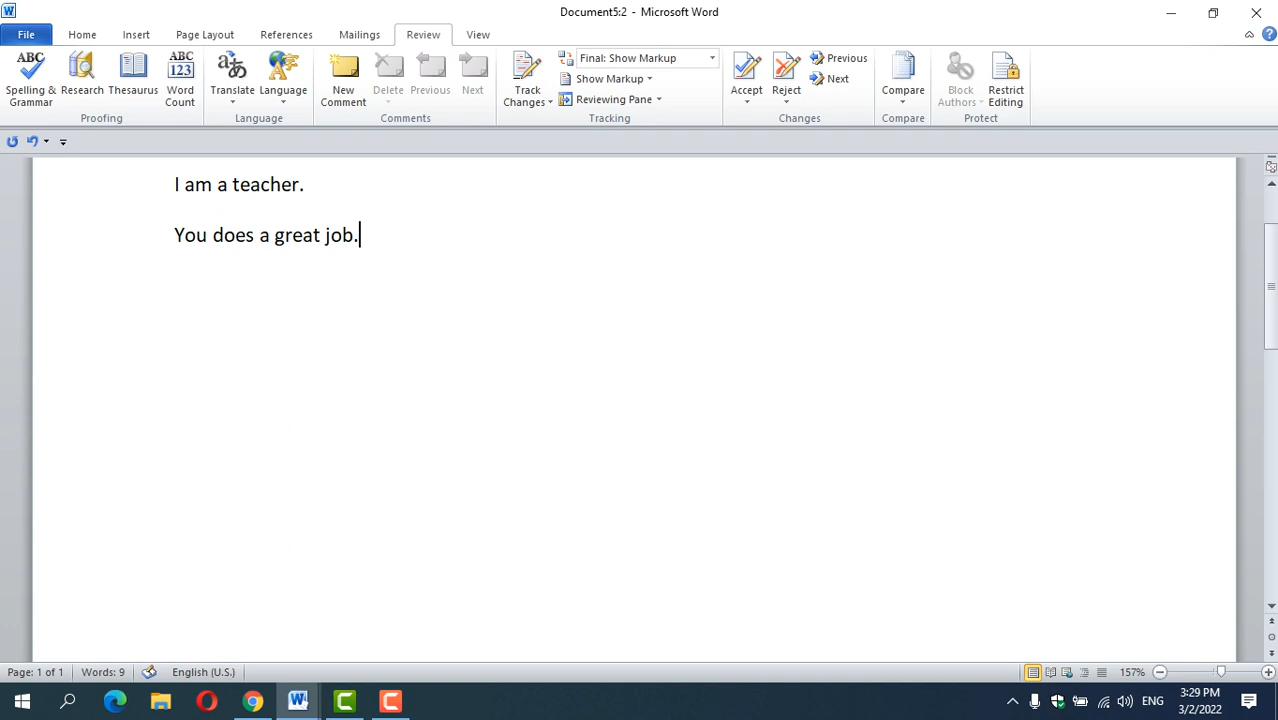 Document5:2 - Microsoft Word
File Home Insert Page Layout References Mailings Review View
ABC Spelling & Grammar
Research
Thesaurus
ABC 123 Word Count
Proofing
Translate
Language
Language
New Comment
Delete
Previous
Next
Comments
Track Changes
Final: Show Markup
Show Markup
Reviewing Pane
Tracking
Accept
Reject
Previous
Next
Changes
Compare
Compare
Block Authors
Restrict Editing
Protect
I am a teacher.
You does a great job.
Page: 1 of 1 Words: 9 English (U.S.) 157%
ENG
3:29 PM
3/2/2022